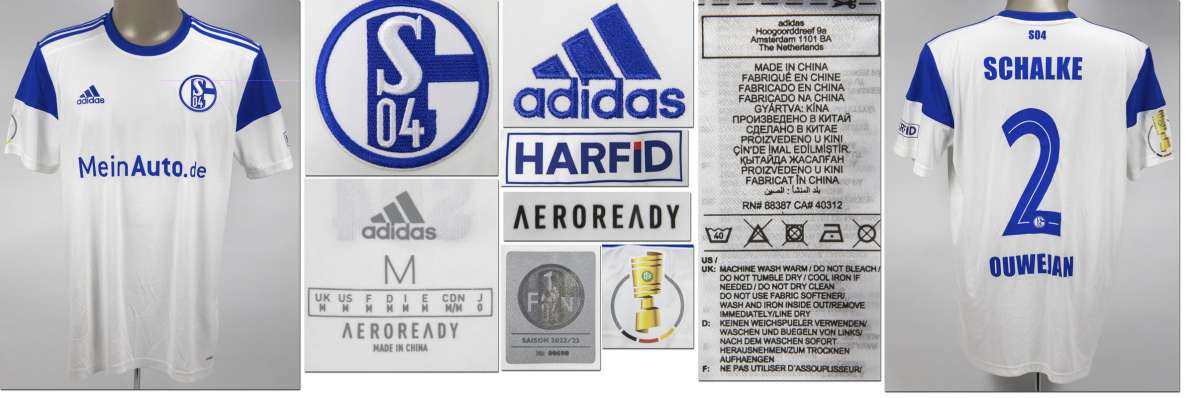 adidas
S
04
MeinAuto.de
S
04
adidas
HARFiD
AEROREADY
adidas
M
UK US F D I E CDN J
M M M M M M M/M O
AEROREADY
MADE IN CHINA
1
SAISON 2022/23
adidas
Hoogoorddreef 9a
Amsterdam 1101 BA
The Netherlands
MADE IN CHINA
FABRIQUÉ EN CHINE
FABRICADO EN CHINA
FABRICADO NA CHINA
GYÁRTVA: KÍNA
ПРОИЗВЕДЕНО В КИТАЙ
СДЕЛАНО В КИТАЕ
PROIZVEDENO U KINI
ÇİN'DE İMAL EDİLMİŞTİR.
ҚЫТАЙДА ЖАСАЛҒАН
PROIZVEDENO U KINI
FABRICAT ÎN CHINA
بلد المنشأ : الصين
RN# 88387 CA# 40312
40
US /
UK: MACHINE WASH WARM / DO NOT BLEACH /
DO NOT TUMBLE DRY / COOL IRON IF
NEEDED / DO NOT DRY CLEAN
DO NOT USE FABRIC SOFTENER/
WASH AND IRON INSIDE OUT/REMOVE
IMMEDIATELY/LINE DRY
D: KEINEN WEICHSPUELER VERWENDEN/
WASCHEN UND BUEGELN VON LINKS/
NACH DEM WASCHEN SOFORT
HERAUSNEHMEN/ZUM TROCKNEN
AUFHAENGEN
F: NE PAS UTILISER D'ASSOUPLISSEUR/
S04
SCHALKE
HARFiD
2
OUWEJAN